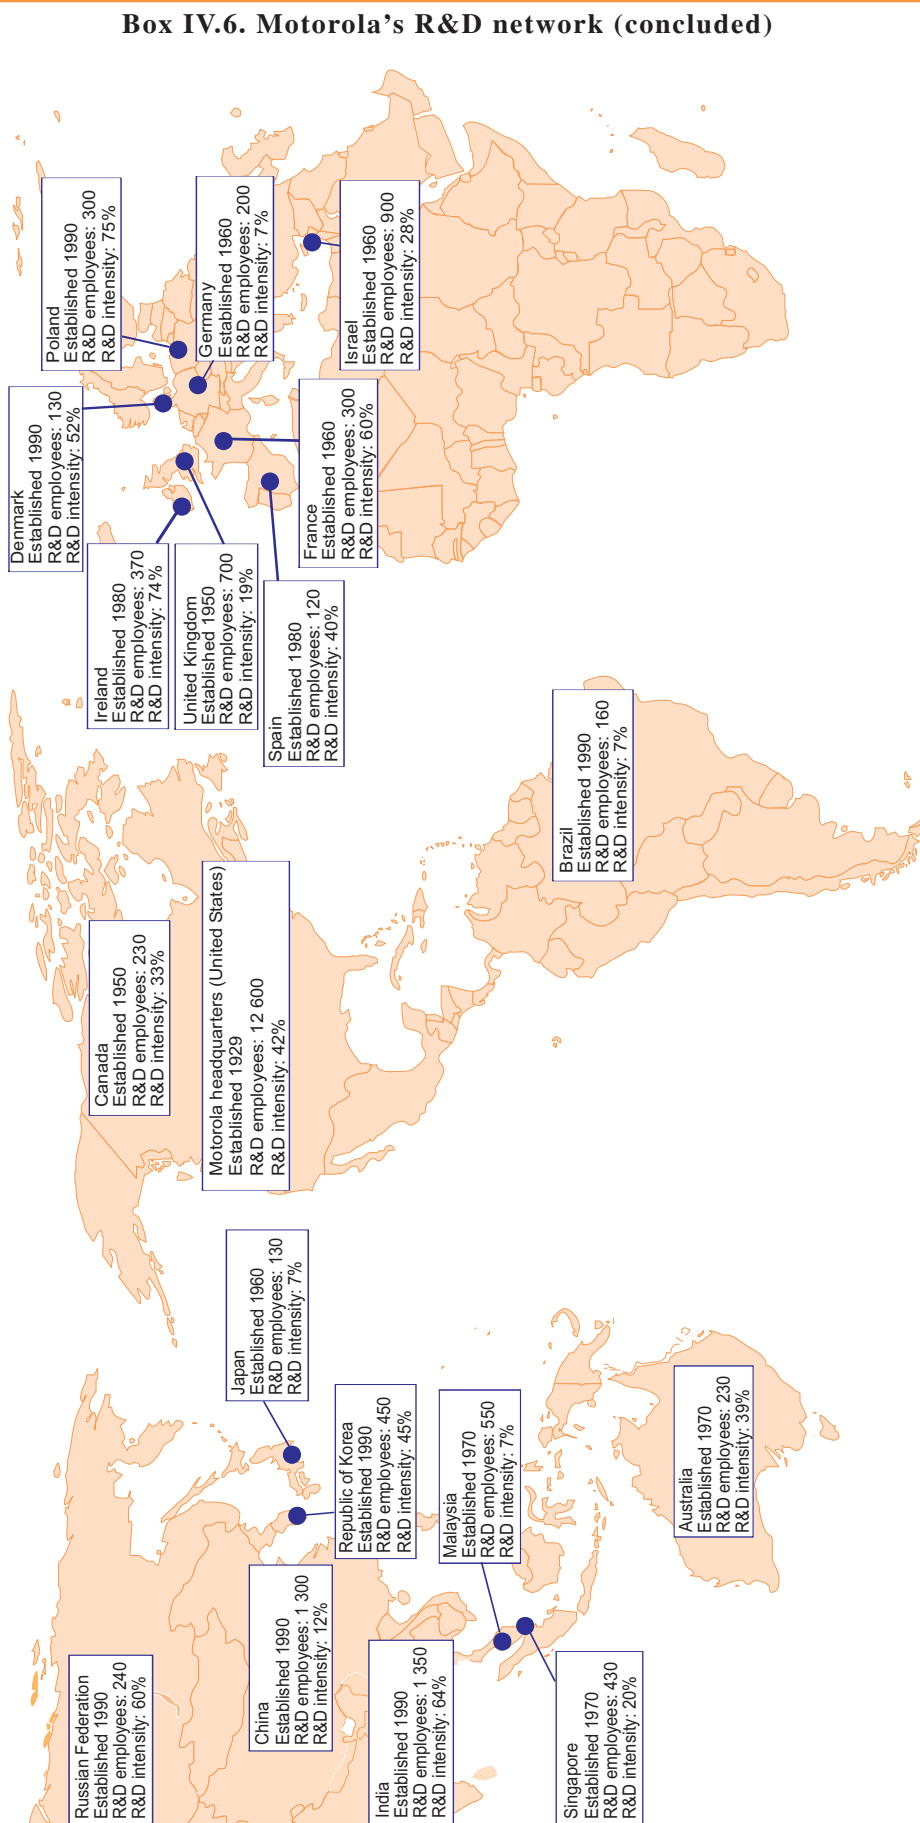 Box IV.6. Motorola's R&D network (concluded)
Poland
Established 1990
R&D employees: 300
R&D intensity: 75%
Germany
Established 1960
R&D employees: 200
R&D intensity: 7%
Israel
Established 1960
R&D employees: 900
R&D intensity: 28%
Denmark
Established 1990
R&D employees: 130
R&D intensity: 52%
France
Established 1960
R&D employees: 300
R&D intensity: 60%
Ireland
Established 1980
R&D employees: 370
R&D intensity: 74%
United Kingdom
Established 1950
R&D employees: 700
R&D intensity: 19%
Spain
Established 1980
R&D employees: 120
R&D intensity: 40%
Brazil
Established 1990
R&D employees: 160
R&D intensity: 7%
Canada
Established 1950
R&D employees: 230
R&D intensity: 33%
Motorola headquarters (United States)
Established 1929
R&D employees: 12 600
R&D intensity: 42%
Japan
Established 1960
R&D employees: 130
R&D intensity: 7%
Republic of Korea
Established 1990
R&D employees: 450
R&D intensity: 45%
Malaysia
Established 1970
R&D employees: 550
R&D intensity: 7%
Australia
Established 1970
R&D employees: 230
R&D intensity: 39%
China
Established 1990
R&D employees: 1 300
R&D intensity: 12%
Russian Federation
Established 1990
R&D employees: 240
R&D intensity: 60%
India
Established 1990
R&D employees: 1 350
R&D intensity: 64%
Singapore
Established 1970
R&D employees: 430
R&D intensity: 20%